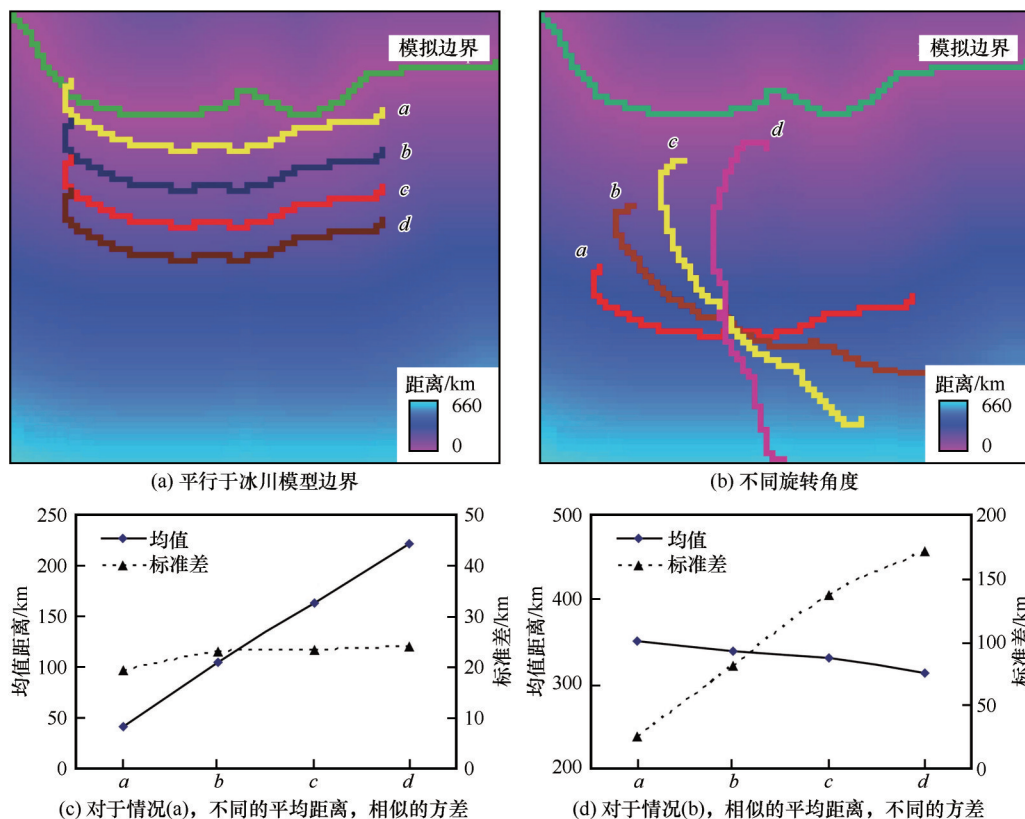 模拟边界
a
b
c
d
距离/km
660
0
(a) 平行于冰川模型边界
模拟边界
d
c
b
a
距离/km
660
0
(b) 不同旋转角度
250
200
150
100
50
0
均值距离/km
均值
标准差
50
40
30
20
10
0
标准差/km
a b c d
(c) 对于情况(a)，不同的平均距离，相似的方差
500
400
300
200
均值距离/km
均值
标准差
200
150
100
50
0
标准差/km
a b c d
(d) 对于情况(b)，相似的平均距离，不同的方差